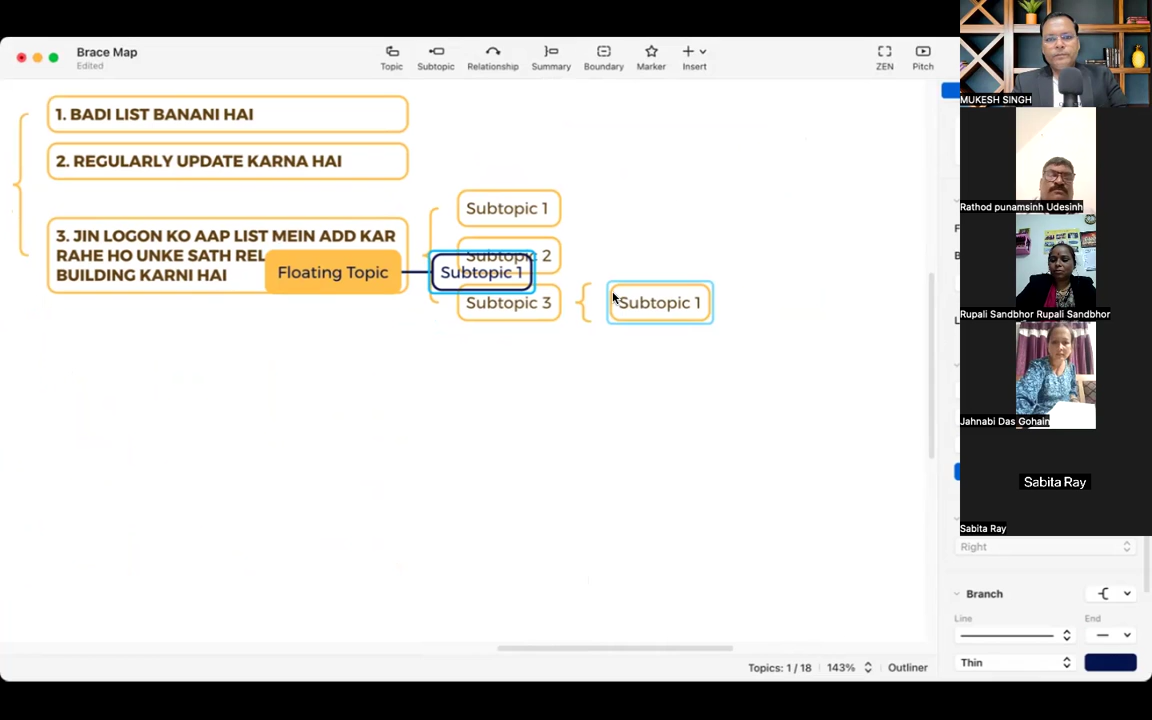 Brace Map
Edited
Topic
Subtopic
Relationship
Summary
Boundary
Marker
Insert
ZEN
Pitch
1. BADI LIST BANANI HAI
2. REGULARLY UPDATE KARNA HAI
3. JIN LOGON KO AAP LIST MEIN ADD KAR
RAHE HO UNKE SATH
BUILDING KARNI HAI
Floating Topic
Subtopic 1
Subtopic 1
Subtopic 2
Subtopic 3
Subtopic 1
MUKESH SINGH
Rathod punamsinh Udesinh
Rupali Sandbhor Rupali Sandbhor
Jahnabi Das Gohain
Sabita Ray
Sabita Ray
Right
Branch
Line
End
Thin
Topics: 1 / 18
143%
Outliner